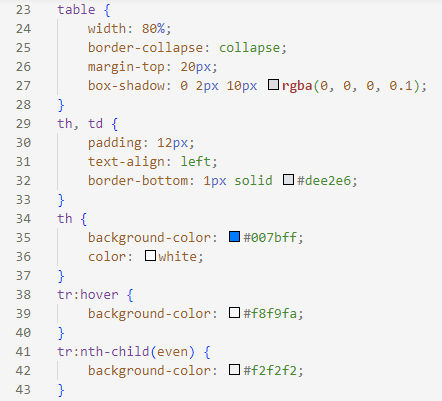 23 table {
24 width: 80%;
25 border-collapse: collapse;
26 margin-top: 20px;
27 box-shadow: 0 2px 10px rgba(0, 0, 0, 0.1);
28 }
29 th, td {
30 padding: 12px;
31 text-align: left;
32 border-bottom: 1px solid #dee2e6;
33 }
34 th {
35 background-color: #007bff;
36 color: white;
37 }
38 tr:hover {
39 background-color: #f8f9fa;
40 }
41 tr:nth-child(even) {
42 background-color: #f2f2f2;
43 }